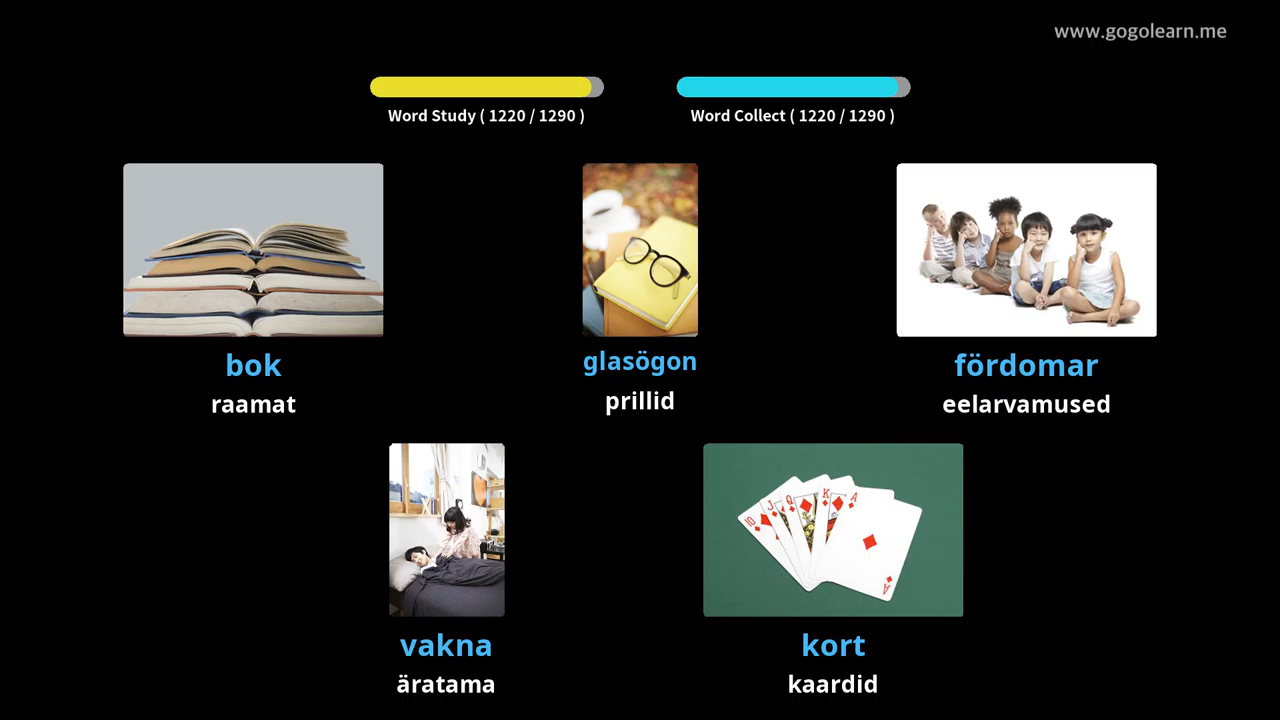 www.gogolearn.me
Word Study ( 1220 / 1290 )
Word Collect ( 1220 / 1290 )
bok
raamat
glasögon
prillid
fördomar
eelarvamused
vakna
äratama
10 J Q K A
A
kort
kaardid